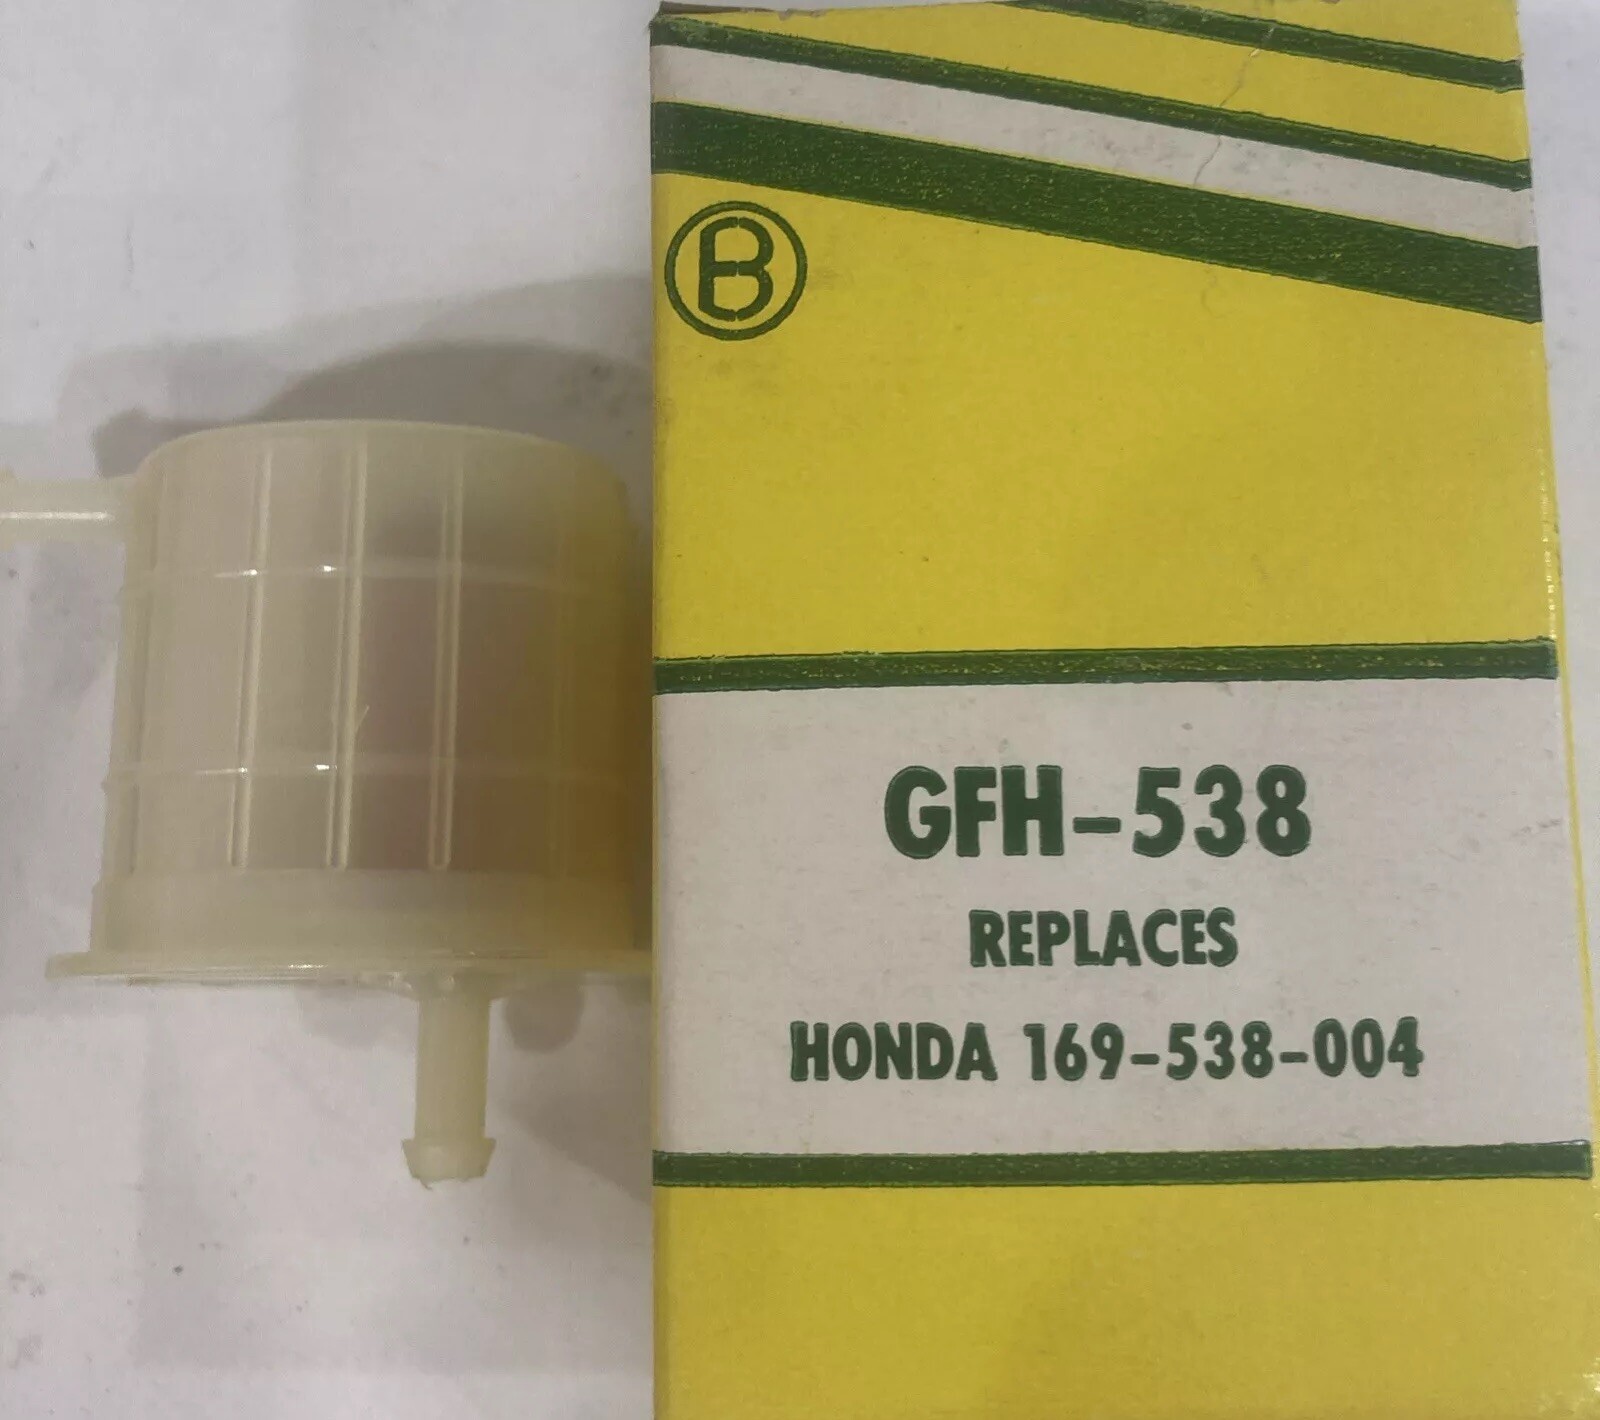 B
GFH-538
REPLACES
HONDA 169-538-004